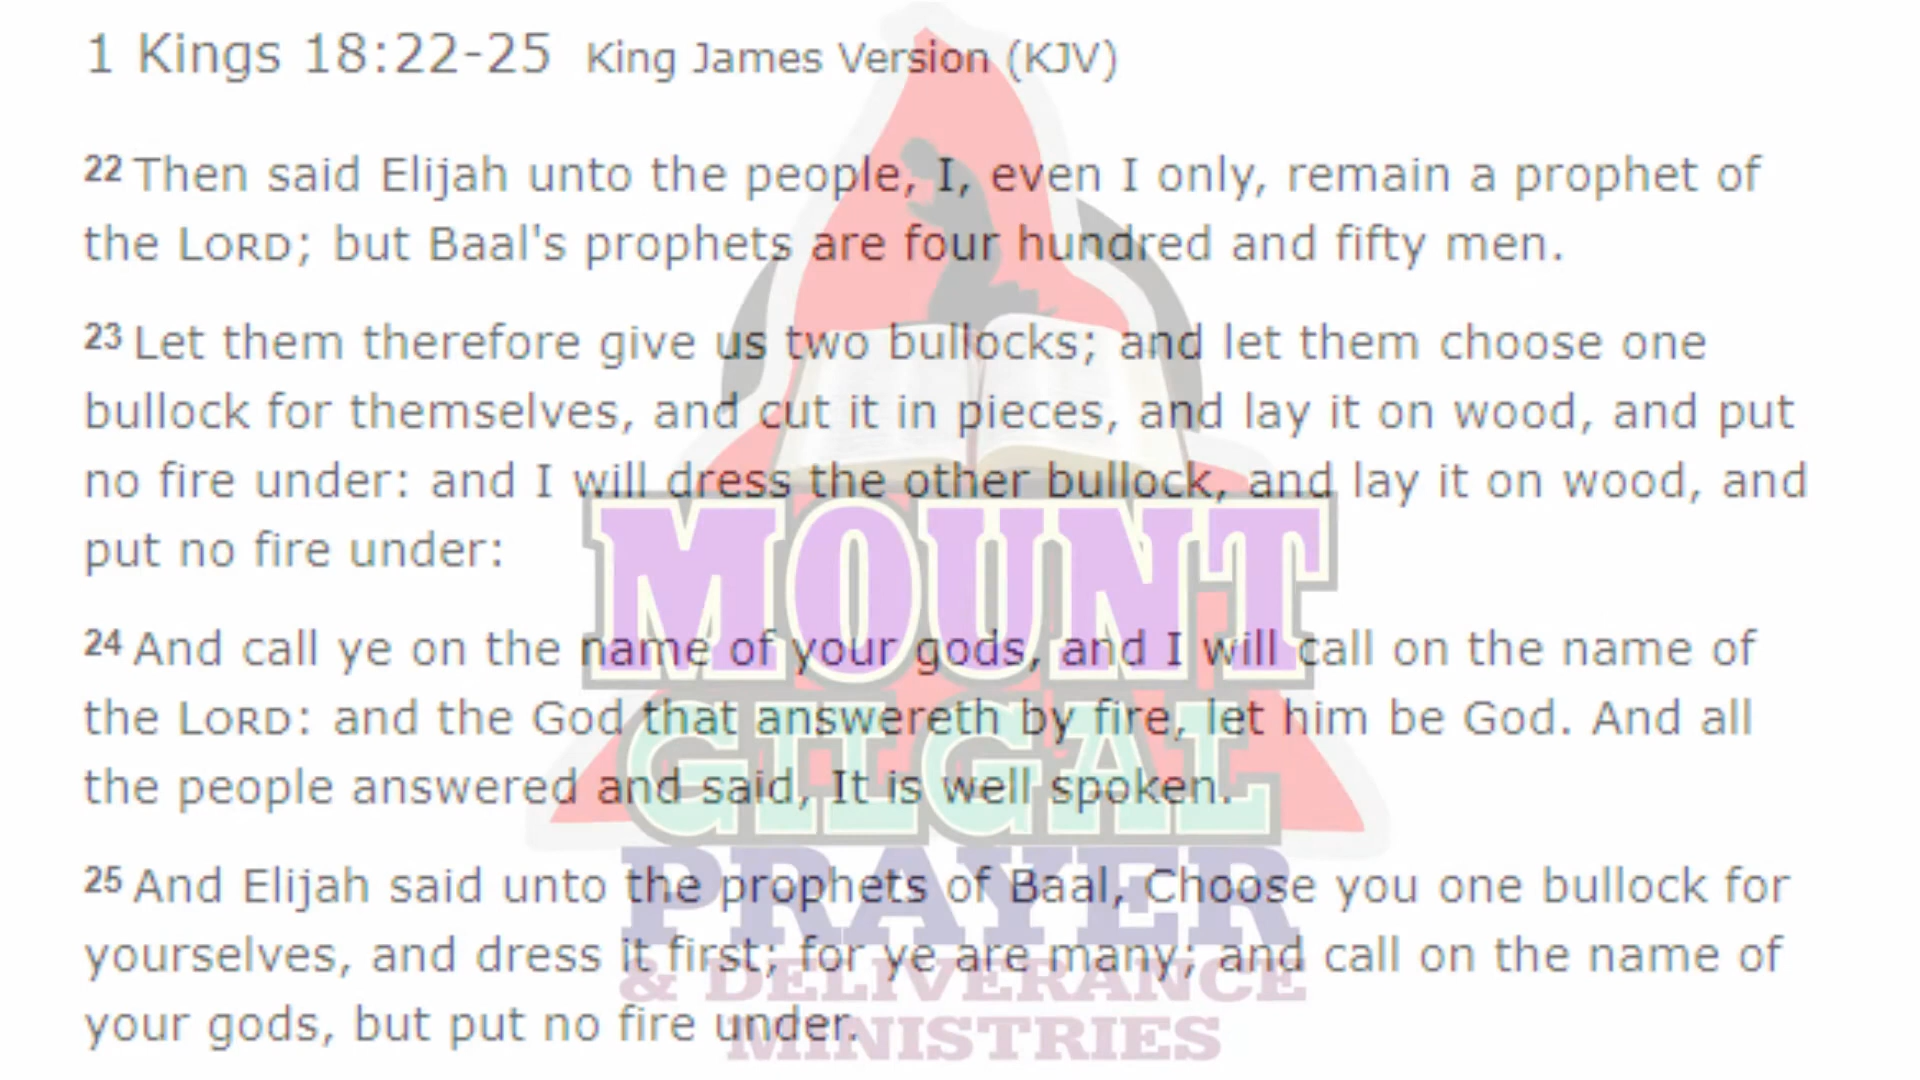 1 Kings 18:22-25 King James Version (KJV)
22 Then said Elijah unto the people, I, even I only, remain a prophet of
the LORD; but Baal's prophets are four hundred and fifty men.
23 Let them therefore give us two bullocks; and let them choose one
bullock for themselves, and cut it in pieces, and lay it on wood, and put
no fire under: and I will dress the other bullock, and lay it on wood, and
put no fire under:
24 And call ye on the name of your gods, and I will call on the name of
the LORD: and the God that answereth by fire, let him be God. And all
the people answered and said, It is well spoken.
25 And Elijah said unto the prophets of Baal, Choose you one bullock for
yourselves, and dress it first; for ye are many; and call on the name of
your gods, but put no fire under.
MOUNT
GILGAL
PRAYER
& DELIVERANCE
MINISTRIES